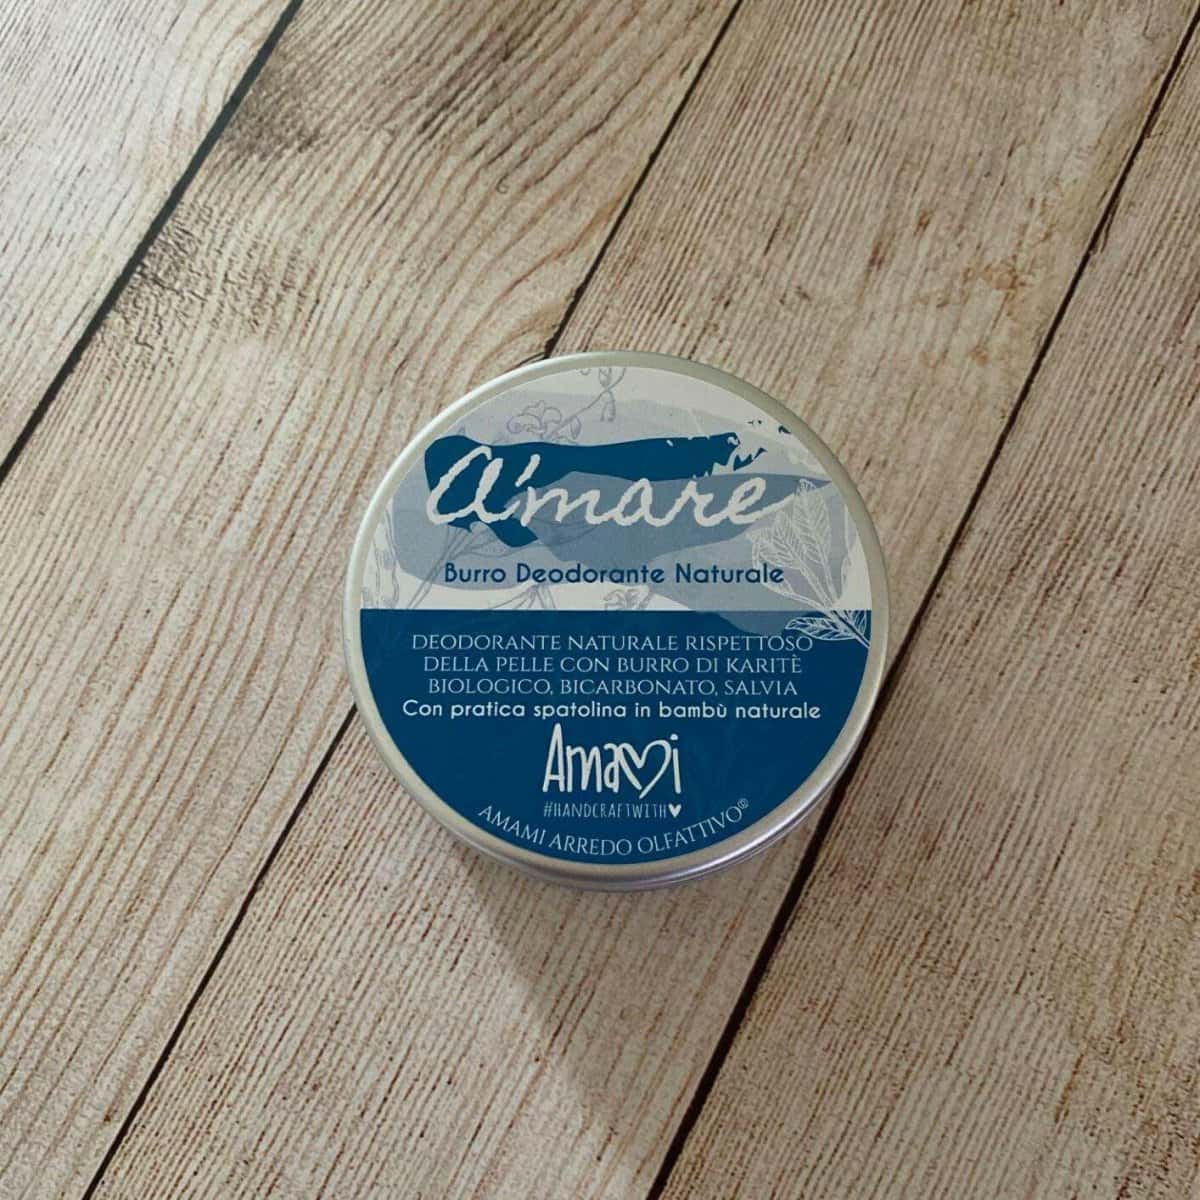 a'mare
Burro Deodorante Naturale
DEODORANTE NATURALE RISPETTOSO
DELLA PELLE CON BURRO DI KARITÈ
BIOLOGICO, BICARBONATO, SALVIA
Con pratica spatolina in bambù naturale
Amami
#HANDCRAFTWITH♥
AMAMI ARREDO OLFATTIVO®